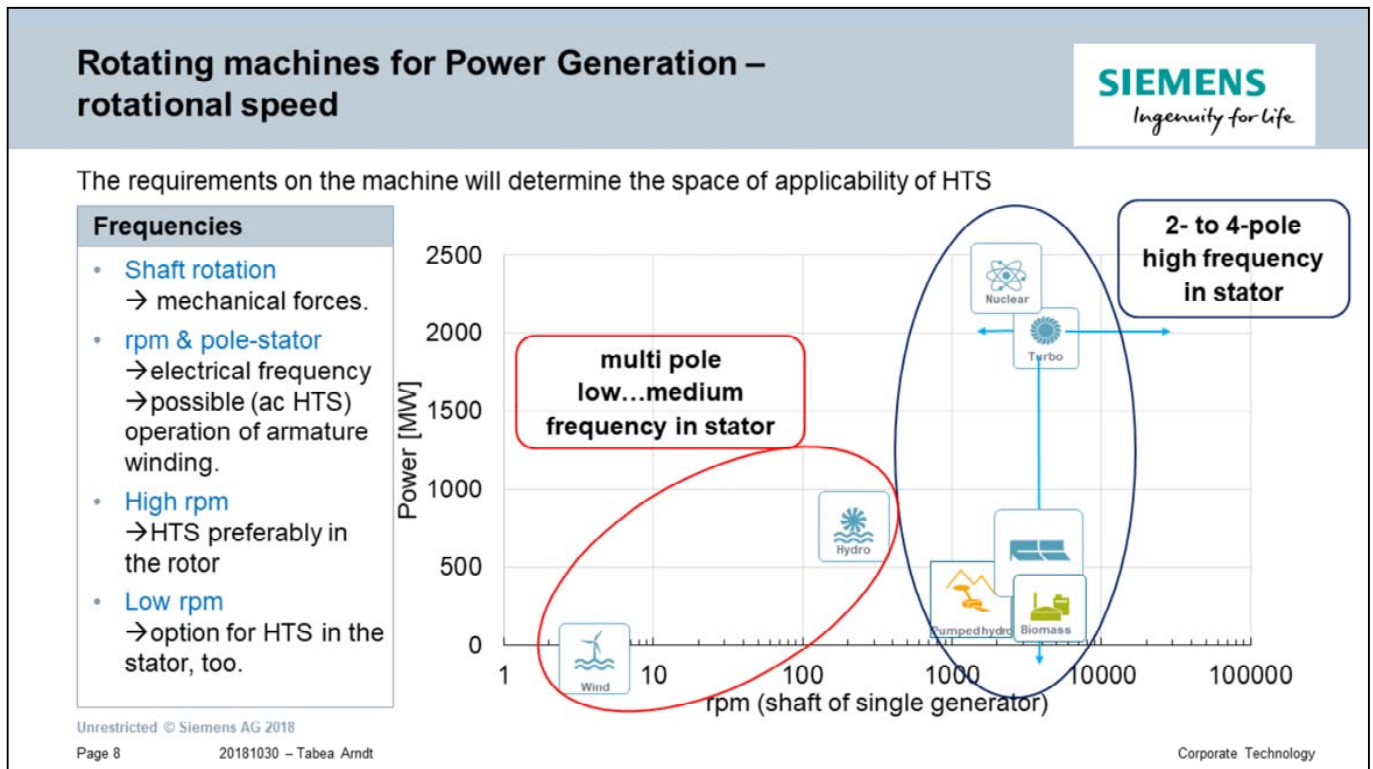 Rotating machines for Power Generation –
rotational speed
SIEMENS
Ingenuity for life
The requirements on the machine will determine the space of applicability of HTS
Frequencies
• Shaft rotation
→ mechanical forces.
• rpm & pole-stator
→electrical frequency
→possible (ac HTS)
operation of armature
winding.
• High rpm
→HTS preferably in
the rotor
• Low rpm
→option for HTS in the
stator, too.
Power [MW]
2500
2000
1500
1000
500
0
1
10
100
1000
10000
100000
rpm (shaft of single generator)
multi pole
low…medium
frequency in stator
2- to 4-pole
high frequency
in stator
Nuclear
Turbo
Hydro
Pumped hydro
Biomass
Wind
Unrestricted © Siemens AG 2018
Page 8
20181030 – Tabea Arndt
Corporate Technology